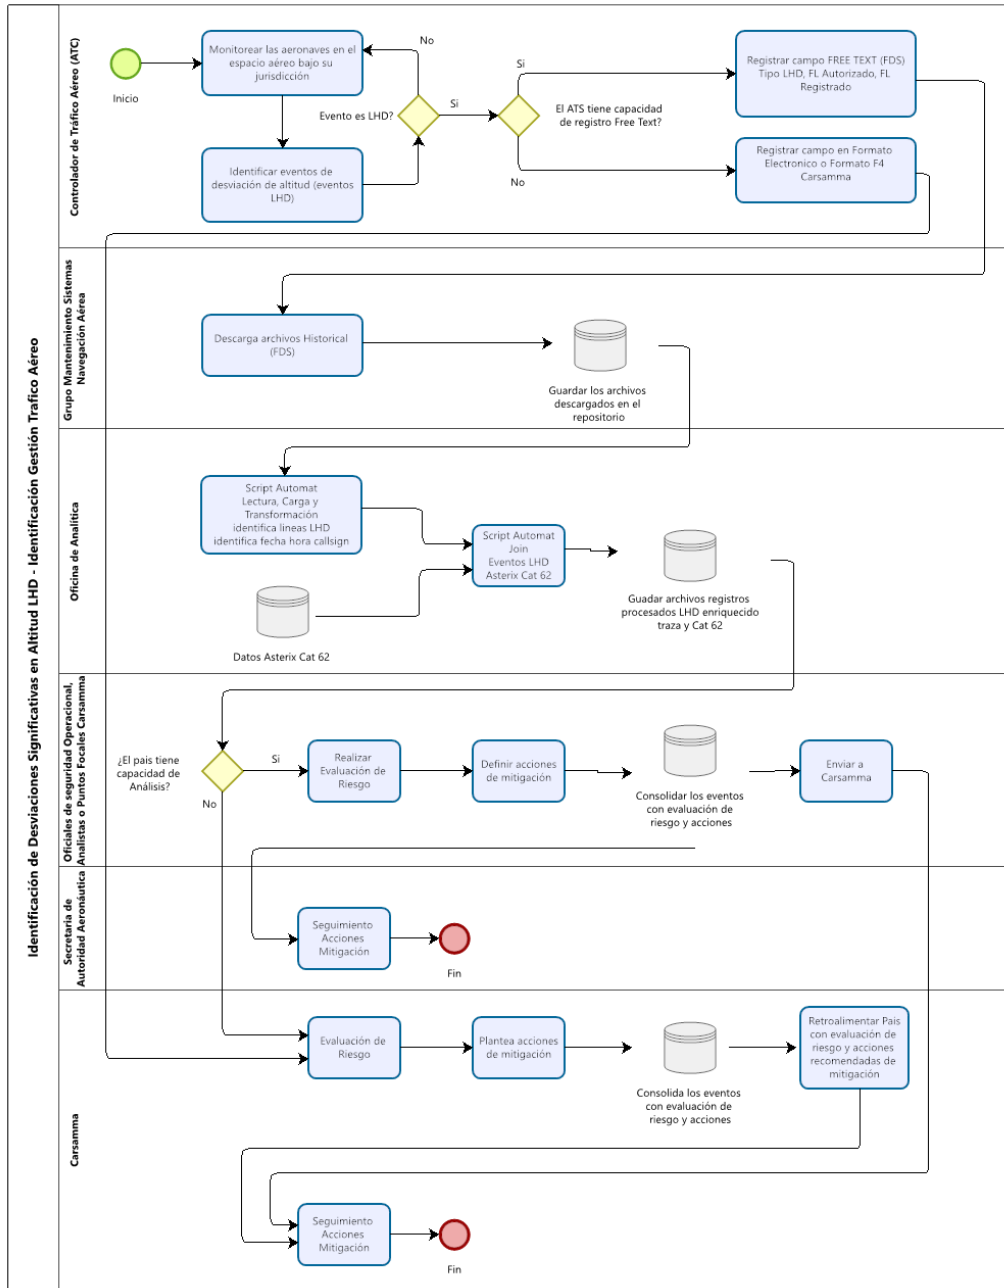 Identificación de Desviaciones Significativas en Altitud LHD - Identificación Gestión Trafico Aéreo
Controlador de Tráfico Aéreo (ATC)
Inicio
Monitorear las aeronaves en el
espacio aéreo bajo su
jurisdicción
Identificar eventos de
desviación de altitud (eventos
LHD)
No
Evento es LHD?
Si
Si
El ATS tiene capacidad
de registro Free Text?
No
Registrar campo FREE TEXT (FDS)
Tipo LHD, FL Autorizado, FL
Registrado
Registrar campo en Formato
Electronico o Formato F4
Carsamma
Grupo Mantenimiento Sistemas
Navegación Aérea
Descarga archivos Historical
(FDS)
Guardar los archivos
descargados en el
repositorio
Oficina de Analítica
Script Automat
Lectura, Carga y
Transformación
identifica lineas LHD
identifica fecha hora callsign
Datos Asterix Cat 62
Script Automat
Join
Eventos LHD
Asterix Cat 62
Guadar archivos registros
procesados LHD enriquecido
traza y Cat 62
Oficiales de seguridad Operacional,
Analistas o Puntos Focales Carsamma
¿El pais tiene
capacidad de
Análisis?
Si
No
Realizar
Evaluación de
Riesgo
Definir acciones
de mitigación
Consolidar los eventos
con evaluación de
riesgo y acciones
Enviar a
Carsamma
Secretaria de
Autoridad Aeronáutica
Seguimiento
Acciones
Mitigación
Fin
Carsamma
Evaluación de
Riesgo
Plantea acciones
de mitigación
Consolida los eventos
con evaluación de
riesgo y acciones
Retroalimentar Pais
con evaluación de
riesgo y acciones
recomendadas de
mitigación
Seguimiento
Acciones
Mitigación
Fin